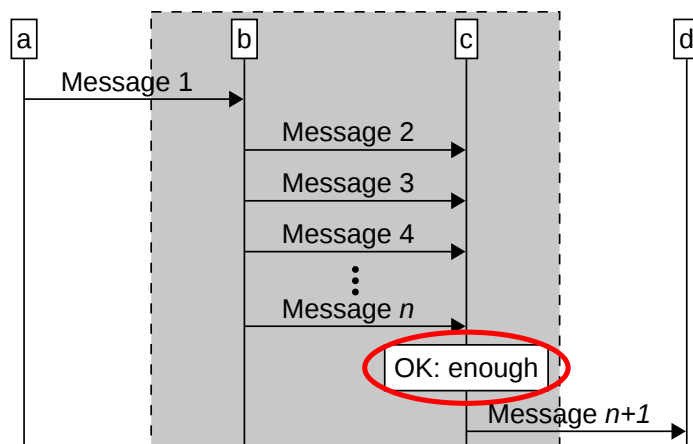 a b c d
Message 1
Message 2
Message 3
Message 4
Message n
OK: enough
Message n+1